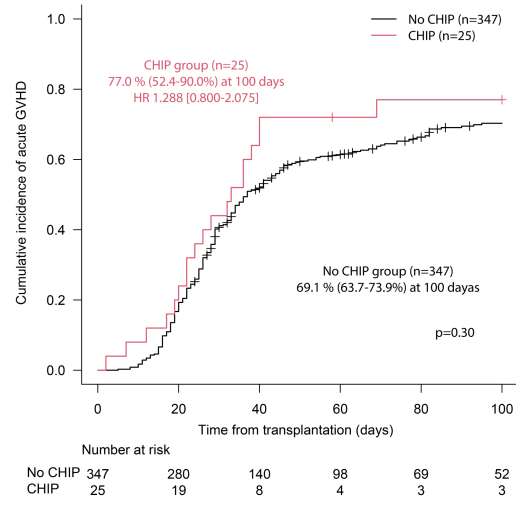 No CHIP (n=347)
CHIP (n=25)
CHIP group (n=25)
77.0 % (52.4-90.0%) at 100 days
HR 1.288 [0.800-2.075]
Cumulative incidence of acute GVHD
1.0
0.8
0.6
0.4
0.2
0.0
No CHIP group (n=347)
69.1 % (63.7-73.9%) at 100 dayas
p=0.30
0 20 40 60 80 100
Time from transplantation (days)
Number at risk
No CHIP 347 280 140 98 69 52
CHIP 25 19 8 4 3 3